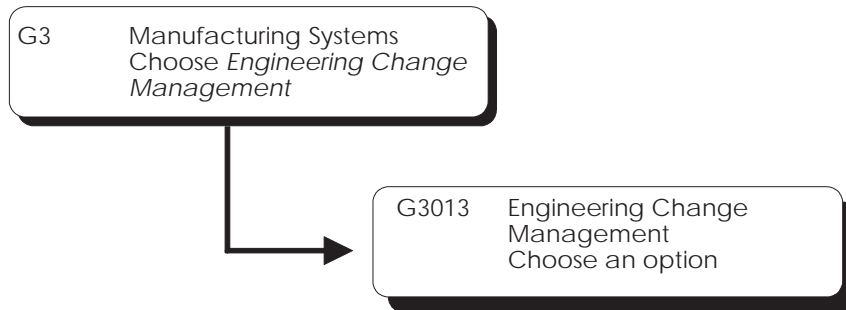 G3 Manufacturing Systems
Choose Engineering Change
Management
G3013 Engineering Change
Management
Choose an option